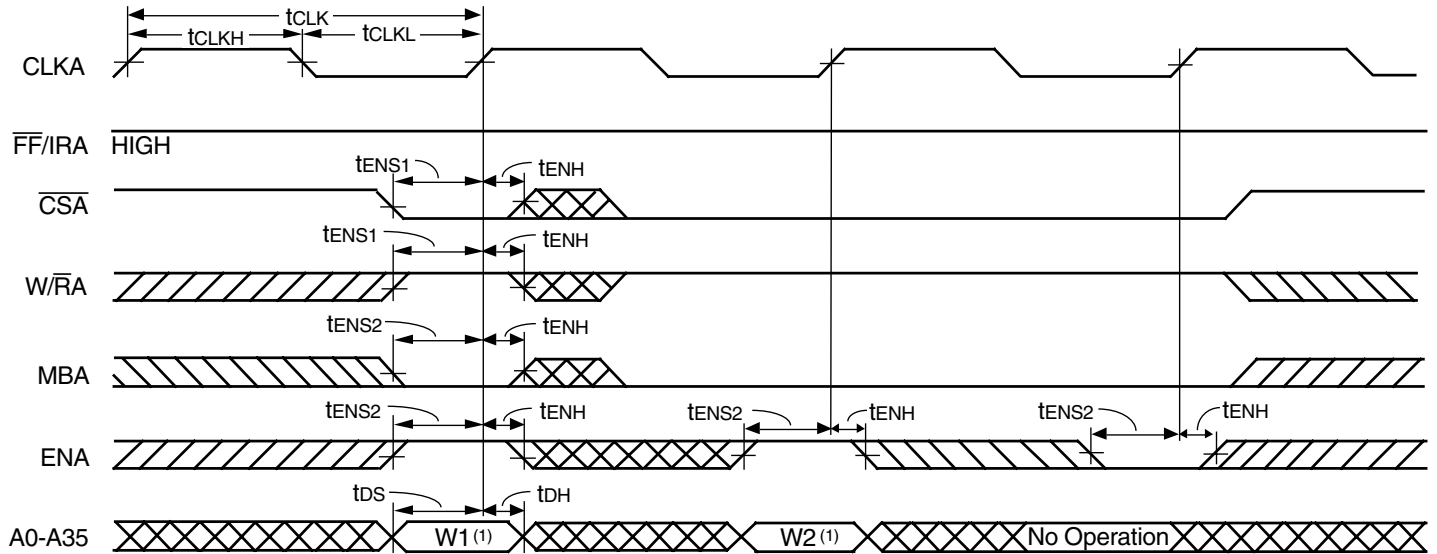 tCLK
tCLKH tCLKL
CLKA
FF/IRA HIGH
tENS1 tENH
CSA
tENS1 tENH
W/RA
tENS2 tENH
MBA
tENS2 tENH tENS2 tENH tENS2 tENH
ENA
tDS tDH
A0-A35 W1(1) W2(1) No Operation